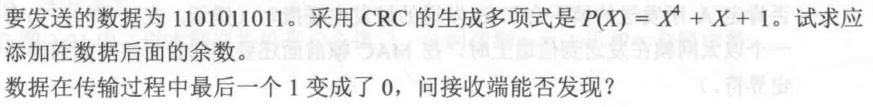 要发送的数据为 1101011011。采用 CRC 的生成多项式是 P(X) = X⁴ + X + 1。试求应
添加在数据后面的余数。
数据在传输过程中最后一个 1 变成了 0，问接收端能否发现？